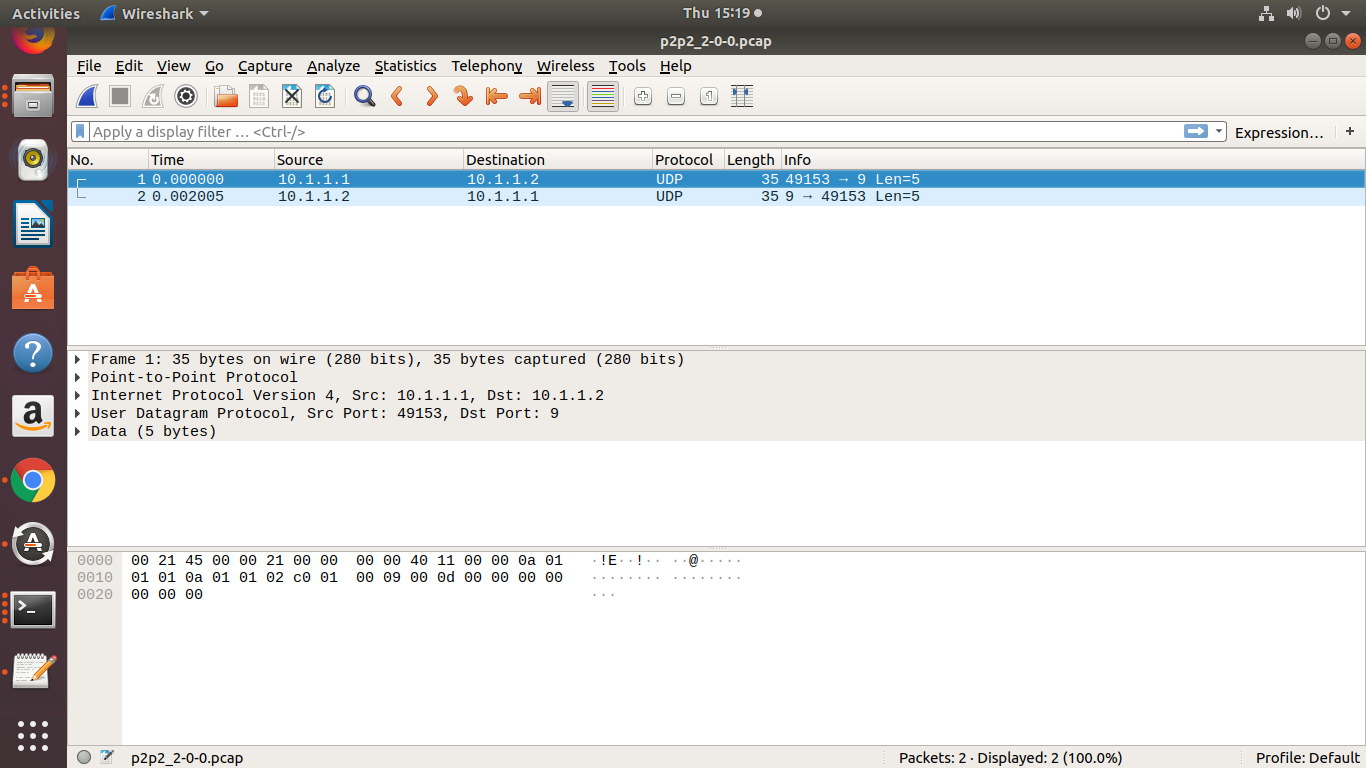 Activities Wireshark Thu 15:19
p2p2_2-0-0.pcap
File Edit View Go Capture Analyze Statistics Telephony Wireless Tools Help
Apply a display filter … <Ctrl-/> Expression… +
No. Time Source Destination Protocol Length Info
1 0.000000 10.1.1.1 10.1.1.2 UDP 35 49153 → 9 Len=5
2 0.002005 10.1.1.2 10.1.1.1 UDP 35 9 → 49153 Len=5
Frame 1: 35 bytes on wire (280 bits), 35 bytes captured (280 bits)
Point-to-Point Protocol
Internet Protocol Version 4, Src: 10.1.1.1, Dst: 10.1.1.2
User Datagram Protocol, Src Port: 49153, Dst Port: 9
Data (5 bytes)
0000 00 21 45 00 00 21 00 00 00 00 40 11 00 00 0a 01 ·!E··!·· ··@·····
0010 01 01 0a 01 01 02 c0 01 00 09 00 0d 00 00 00 00 ········ ········
0020 00 00 00 ···
p2p2_2-0-0.pcap Packets: 2 · Displayed: 2 (100.0%) Profile: Default